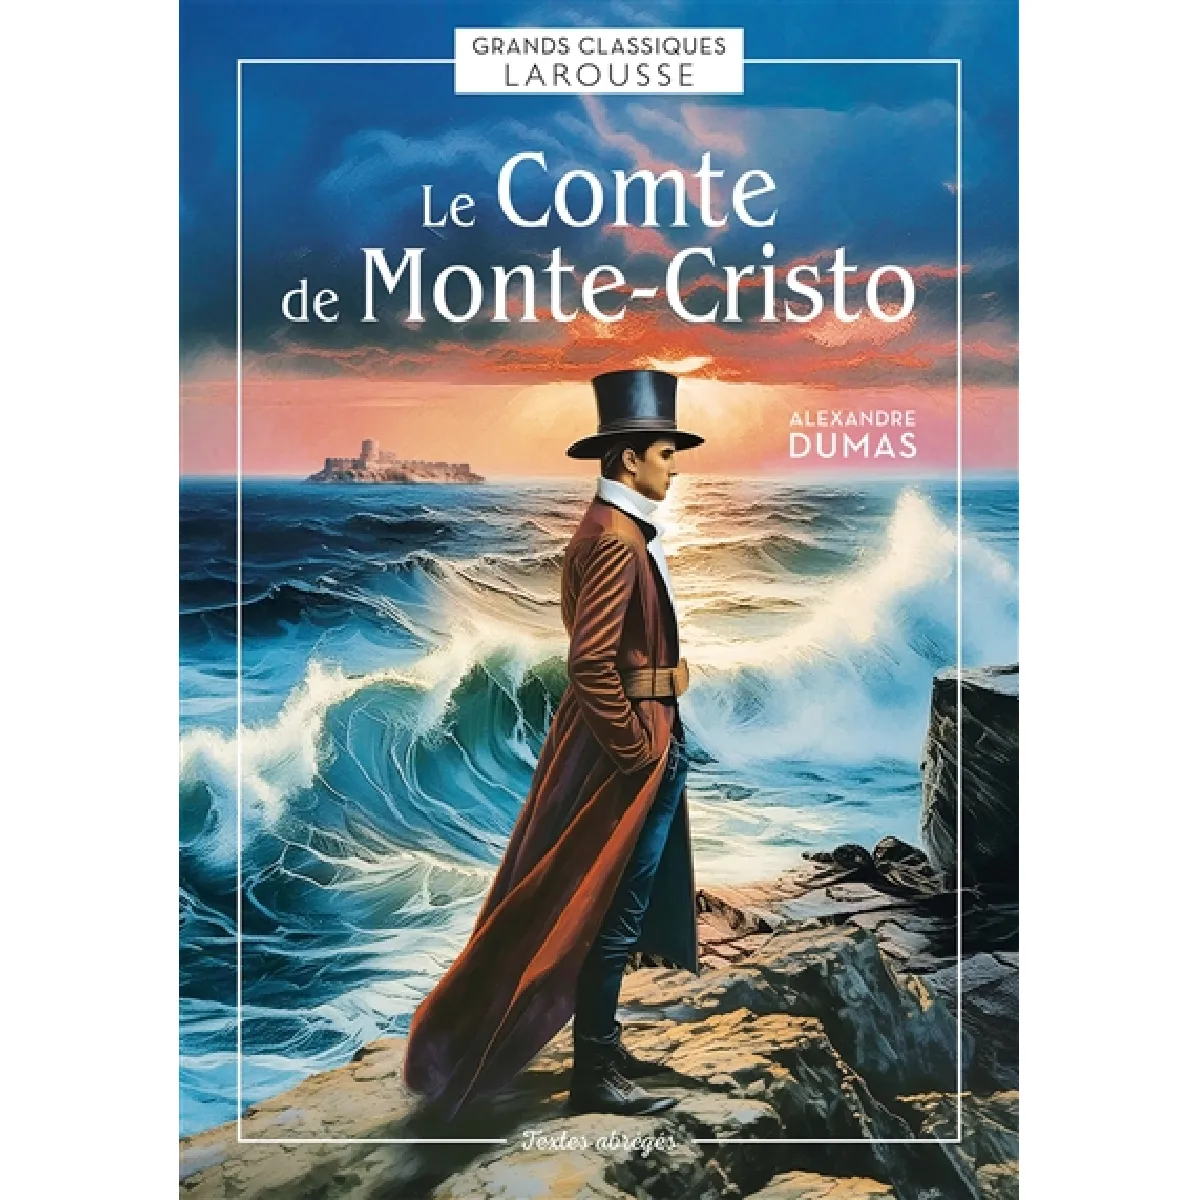 GRANDS CLASSIQUES
LAROUSSE
Le Comte
de Monte-Cristo
ALEXANDRE
DUMAS
Textes abrégés